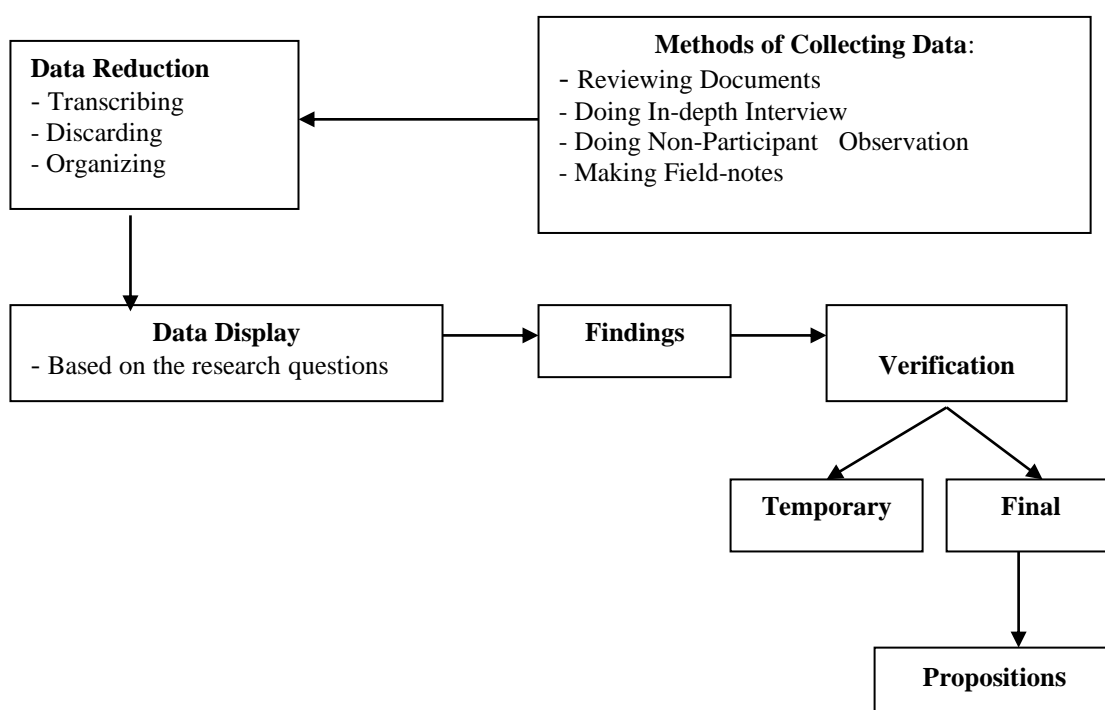 Data Reduction
- Transcribing
- Discarding
- Organizing
Methods of Collecting Data:
- Reviewing Documents
- Doing In-depth Interview
- Doing Non-Participant Observation
- Making Field-notes
Data Display
- Based on the research questions
Findings
Verification
Temporary
Final
Propositions